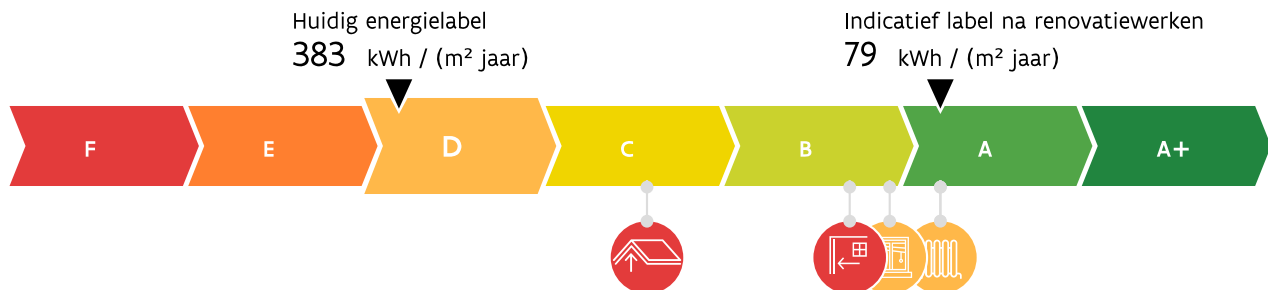 Huidig energielabel
383 kWh / (m² jaar)
Indicatief label na renovatiewerken
79 kWh / (m² jaar)
F
E
D
C
B
A
A+